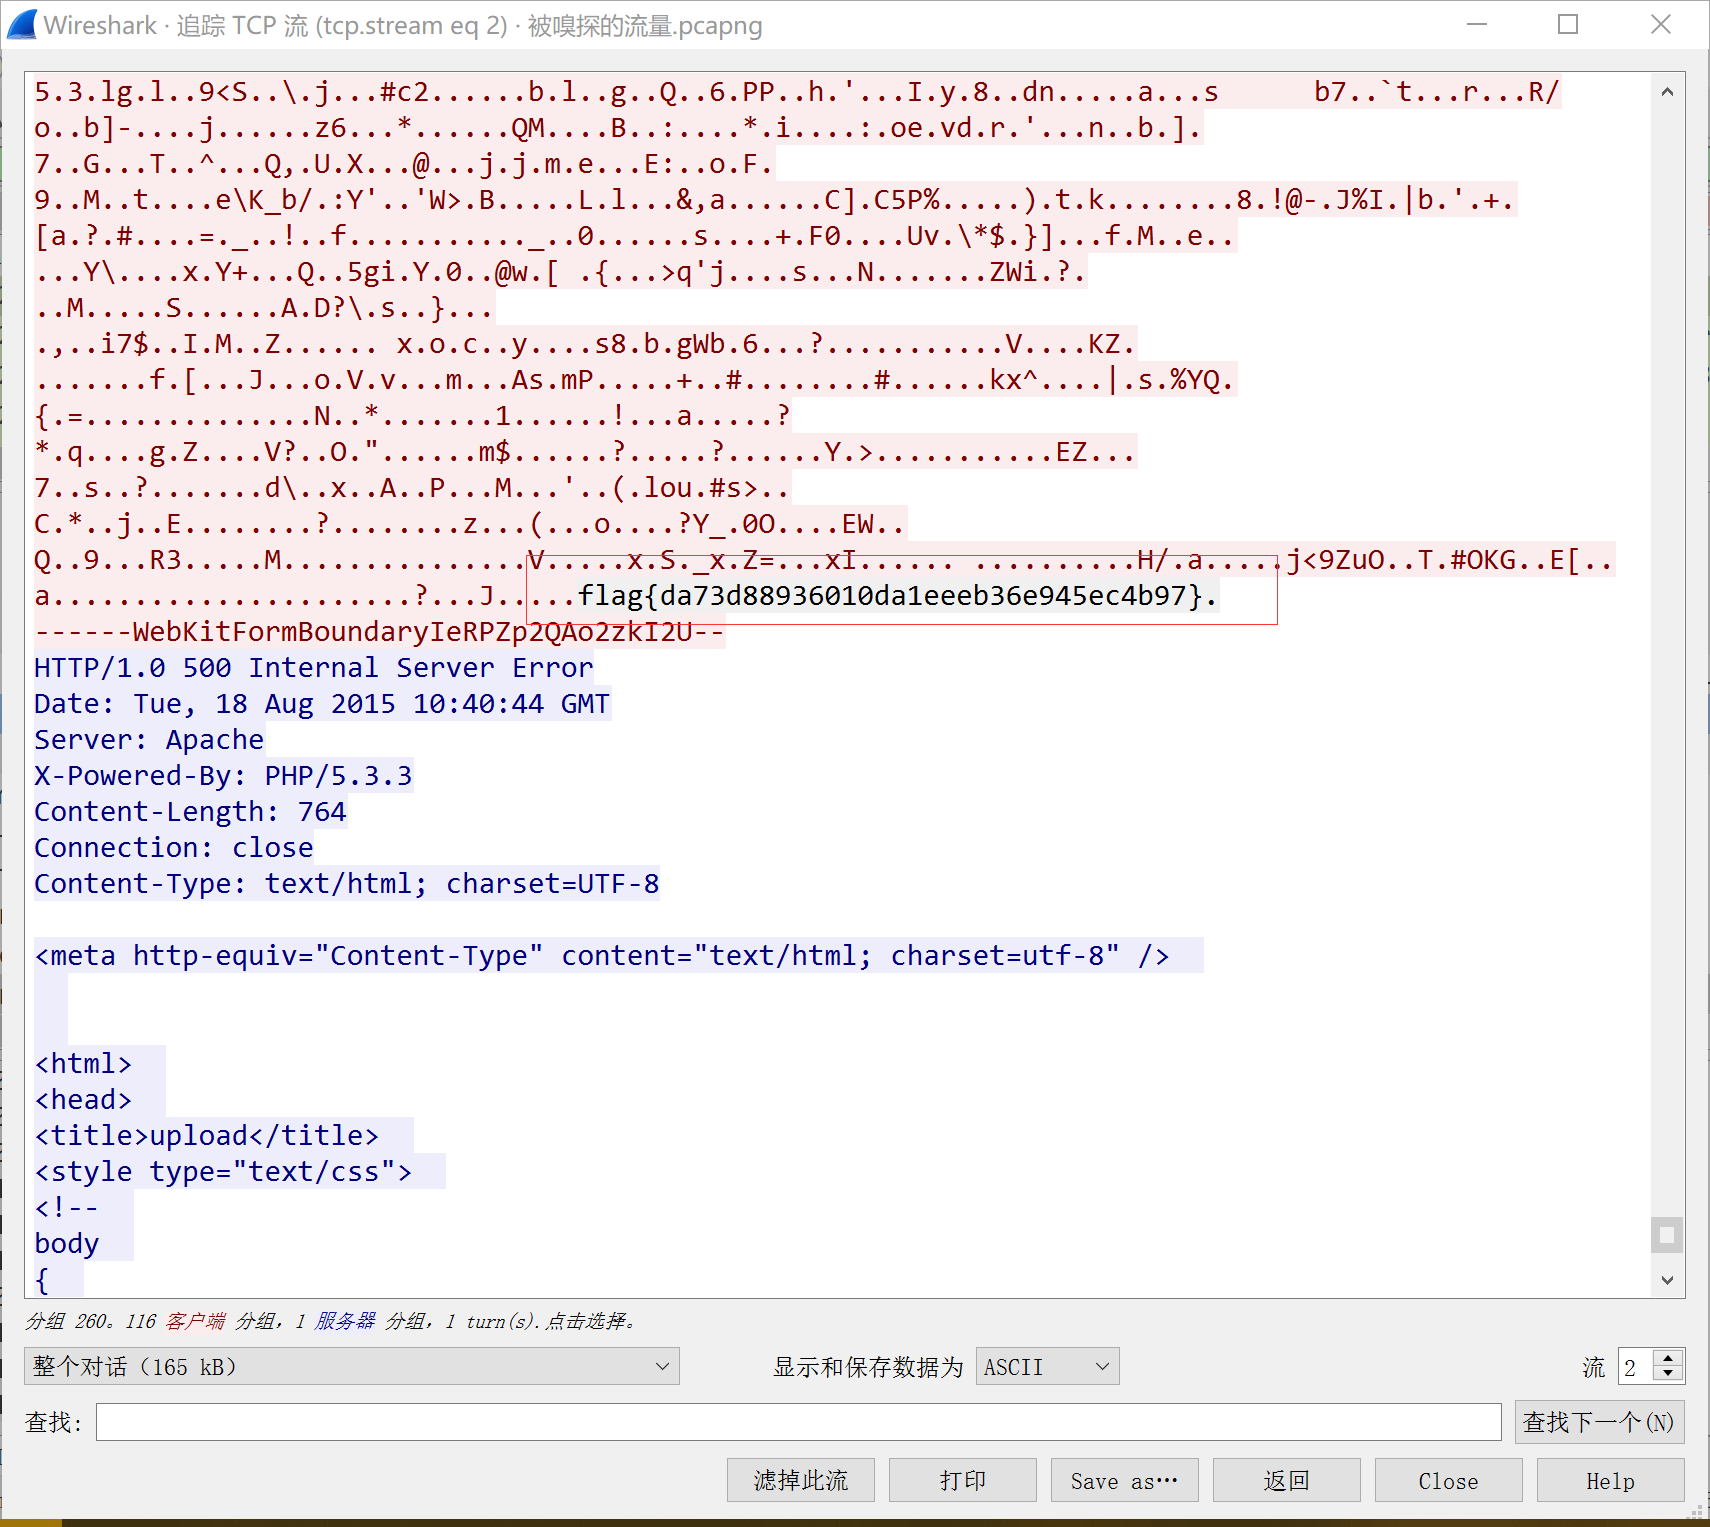 Wireshark · 追踪 TCP 流 (tcp.stream eq 2) · 被嗅探的流量.pcapng
5.3.lg.l..9<S..\.j...#c2......b.l..g..Q..6.PP..h.'...I.y.8..dn.....a...s      b7..`t...r...R/
o..b]-....j......z6...*......QM....B..:....*.i....:.oe.vd.r.'...n..b.].
7..G...T..^...Q,.U.X...@...j.j.m.e...E:..o.F.
9..M..t....e\K_b/.:Y'..'W>.B.....L.l...&,a......C].C5P%.....).t.k........8.!@-.J%I.|b.'.+.
[a.?.#....=._..!..f..........._..0......s....+.F0....Uv.\*$.}]...f.M..e..
...Y\....x.Y+...Q..5gi.Y.0..@w.[ .{...>q'j....s...N.......ZWi.?.
..M.....S......A.D?\.s..}...
.,..i7$..I.M..Z...... x.o.c..y....s8.b.gWb.6...?...........V....KZ.
.......f.[...J...o.V.v...m...As.mP.....+..#........#......kx^....|.s.%YQ.
{.=..............N..*.......1......!...a.....?
*.q....g.Z....V?..O."......m$......?.....?......Y.>...........EZ...
7..s..?.......d\..x..A..P...M...'..(.lou.#s>..
C.*..j..E........?........z...(...o....?Y_.0O....EW..
Q..9...R3.....M...............V.....x.S._x.Z=...xI...... ..........H/.a.....j<9ZuO..T.#OKG..E[..
a......................?...J.....flag{da73d88936010da1eeeb36e945ec4b97}.
------WebKitFormBoundaryIeRPZp2QAo2zkI2U--
HTTP/1.0 500 Internal Server Error
Date: Tue, 18 Aug 2015 10:40:44 GMT
Server: Apache
X-Powered-By: PHP/5.3.3
Content-Length: 764
Connection: close
Content-Type: text/html; charset=UTF-8
<meta http-equiv="Content-Type" content="text/html; charset=utf-8" />
<html>
<head>
<title>upload</title>
<style type="text/css">
<!--
body
{
分组 260。116 客户端 分组，1 服务器 分组，1 turn(s).点击选择。
整个对话（165 kB） 显示和保存数据为 ASCII 流 2
查找: 查找下一个(N)
滤掉此流 打印 Save as… 返回 Close Help